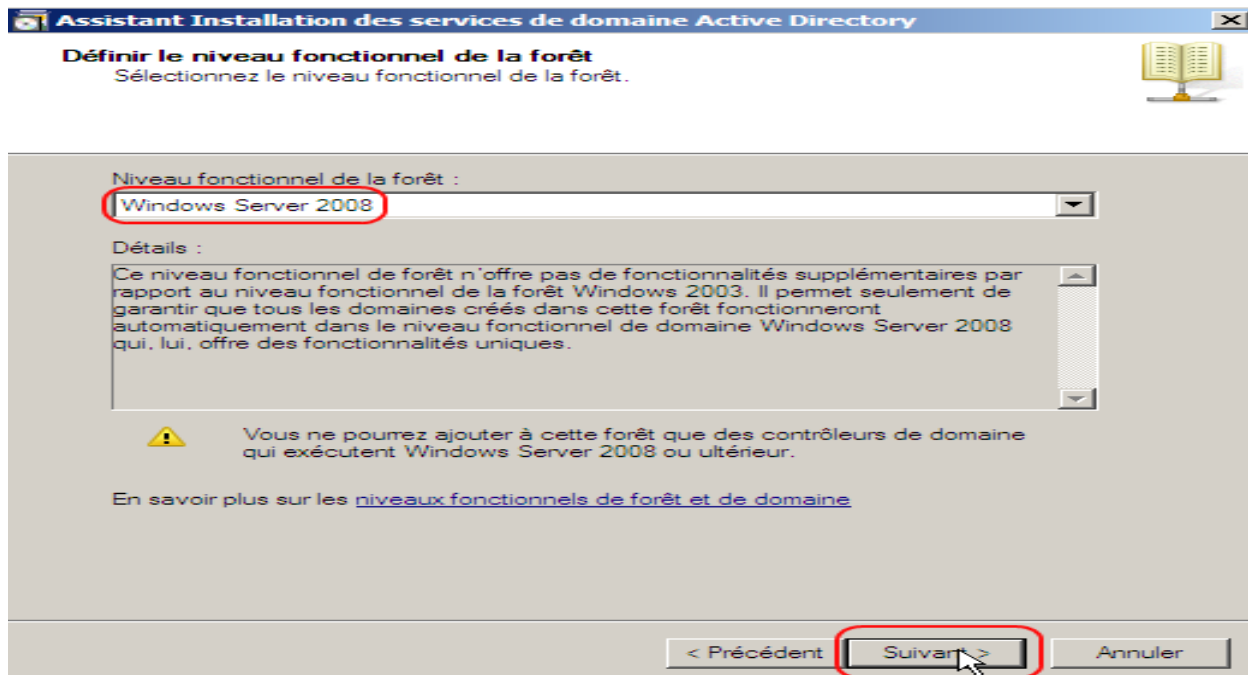 Assistant Installation des services de domaine Active Directory
Définir le niveau fonctionnel de la forêt
Sélectionnez le niveau fonctionnel de la forêt.
Niveau fonctionnel de la forêt :
Windows Server 2008
Détails :
Ce niveau fonctionnel de forêt n'offre pas de fonctionnalités supplémentaires par
rapport au niveau fonctionnel de la forêt Windows 2003. Il permet seulement de
garantir que tous les domaines créés dans cette forêt fonctionneront
automatiquement dans le niveau fonctionnel de domaine Windows Server 2008
qui, lui, offre des fonctionnalités uniques.
Vous ne pourrez ajouter à cette forêt que des contrôleurs de domaine
qui exécutent Windows Server 2008 ou ultérieur.
En savoir plus sur les niveaux fonctionnels de forêt et de domaine
< Précédent Suivant > Annuler